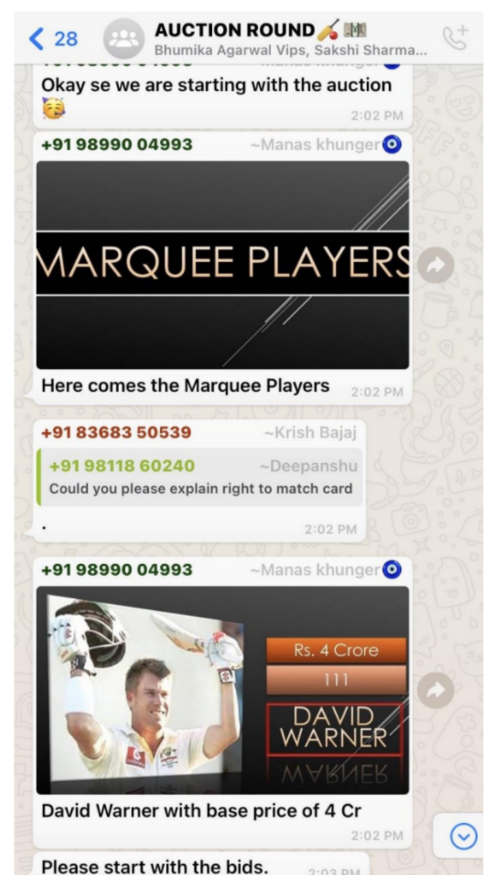 28
AUCTION ROUND🏏💵
Bhumika Agarwal Vips, Sakshi Sharma...
Okay se we are starting with the auction
🥳
2:02 PM
+91 98990 04993 ~Manas khunger🧿
MARQUEE PLAYERS
Here comes the Marquee Players
2:02 PM
+91 83683 50539 ~Krish Bajaj
+91 98118 60240 ~Deepanshu
Could you please explain right to match card
.
2:02 PM
+91 98990 04993 ~Manas khunger🧿
Rs. 4 Crore
111
DAVID
WARNER
David Warner with base price of 4 Cr
2:02 PM
Please start with the bids.
2:03 PM